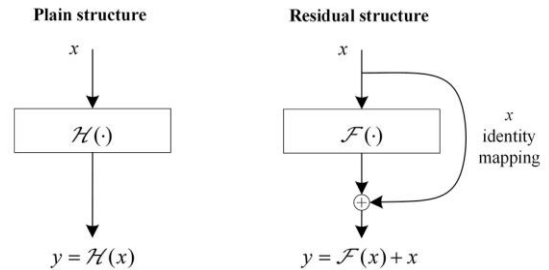 Plain structure
x
ℋ(·)
y = ℋ(x)
Residual structure
x
ℱ(·)
x
identity
mapping
+
y = ℱ(x) + x